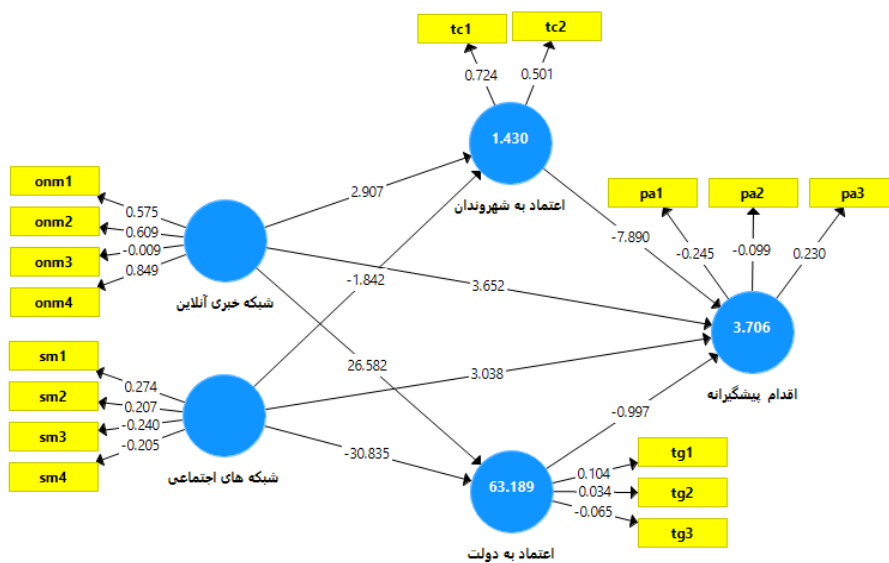 tc1
tc2
0.724
0.501
1.430
اعتماد به شهروندان
onm1
onm2
onm3
onm4
0.575
0.609
-0.009
0.849
شبکه خبری آنلاین
2.907
-1.842
3.652
26.582
3.038
-30.835
-7.890
-0.997
pa1
pa2
pa3
-0.245
-0.099
0.230
3.706
اقدام پیشگیرانه
sm1
sm2
sm3
sm4
0.274
0.207
-0.240
-0.205
شبکه های اجتماعی
63.189
اعتماد به دولت
0.104
0.034
-0.065
tg1
tg2
tg3